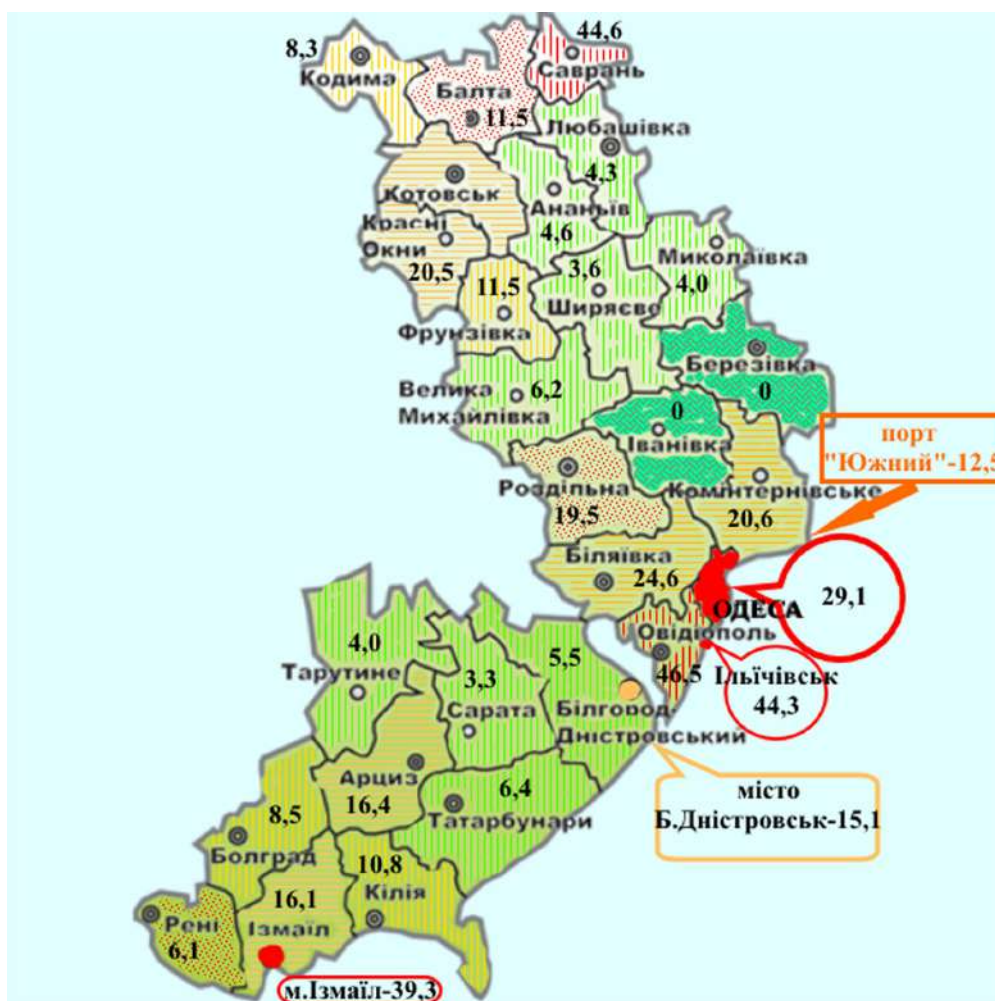 44,6
8,3
Саврань
Кодима
Балта
11,5
Любашівка
4,3
Котовськ
Ананьїв
4,6
Красні
Окни
20,5
Миколаївка
4,0
3,6
Ширяєво
11,5
Фрунзівка
Березівка
0
Велика
Михайлівка
6,2
0
Іванівка
порт
"Южний"-12,5
Роздільна
19,5
Комінтернівське
20,6
Біляївка
24,6
ОДЕСА
29,1
Овідіополь
46,5
Ільїчівськ
44,3
4,0
Тарутине
3,3
Сарата
5,5
Білгород-
Дністровський
Арциз
16,4
6,4
Татарбунари
місто
Б.Дністровськ-15,1
8,5
Болград
10,8
Кілія
16,1
Ізмаїл
Рені
6,1
м.Ізмаїл-39,3